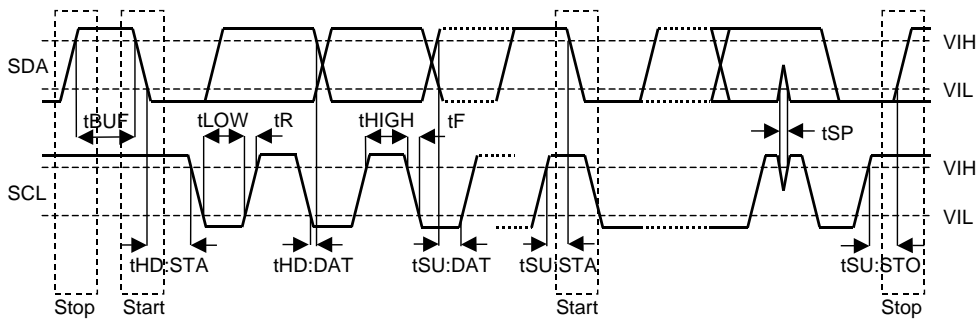 VIH
SDA
VIL
tBUF tLOW tR tHIGH tF tSP
SCL
VIH
VIL
tHD:STA tHD:DAT tSU:DAT tSU:STA tSU:STO
Stop Start Start Stop